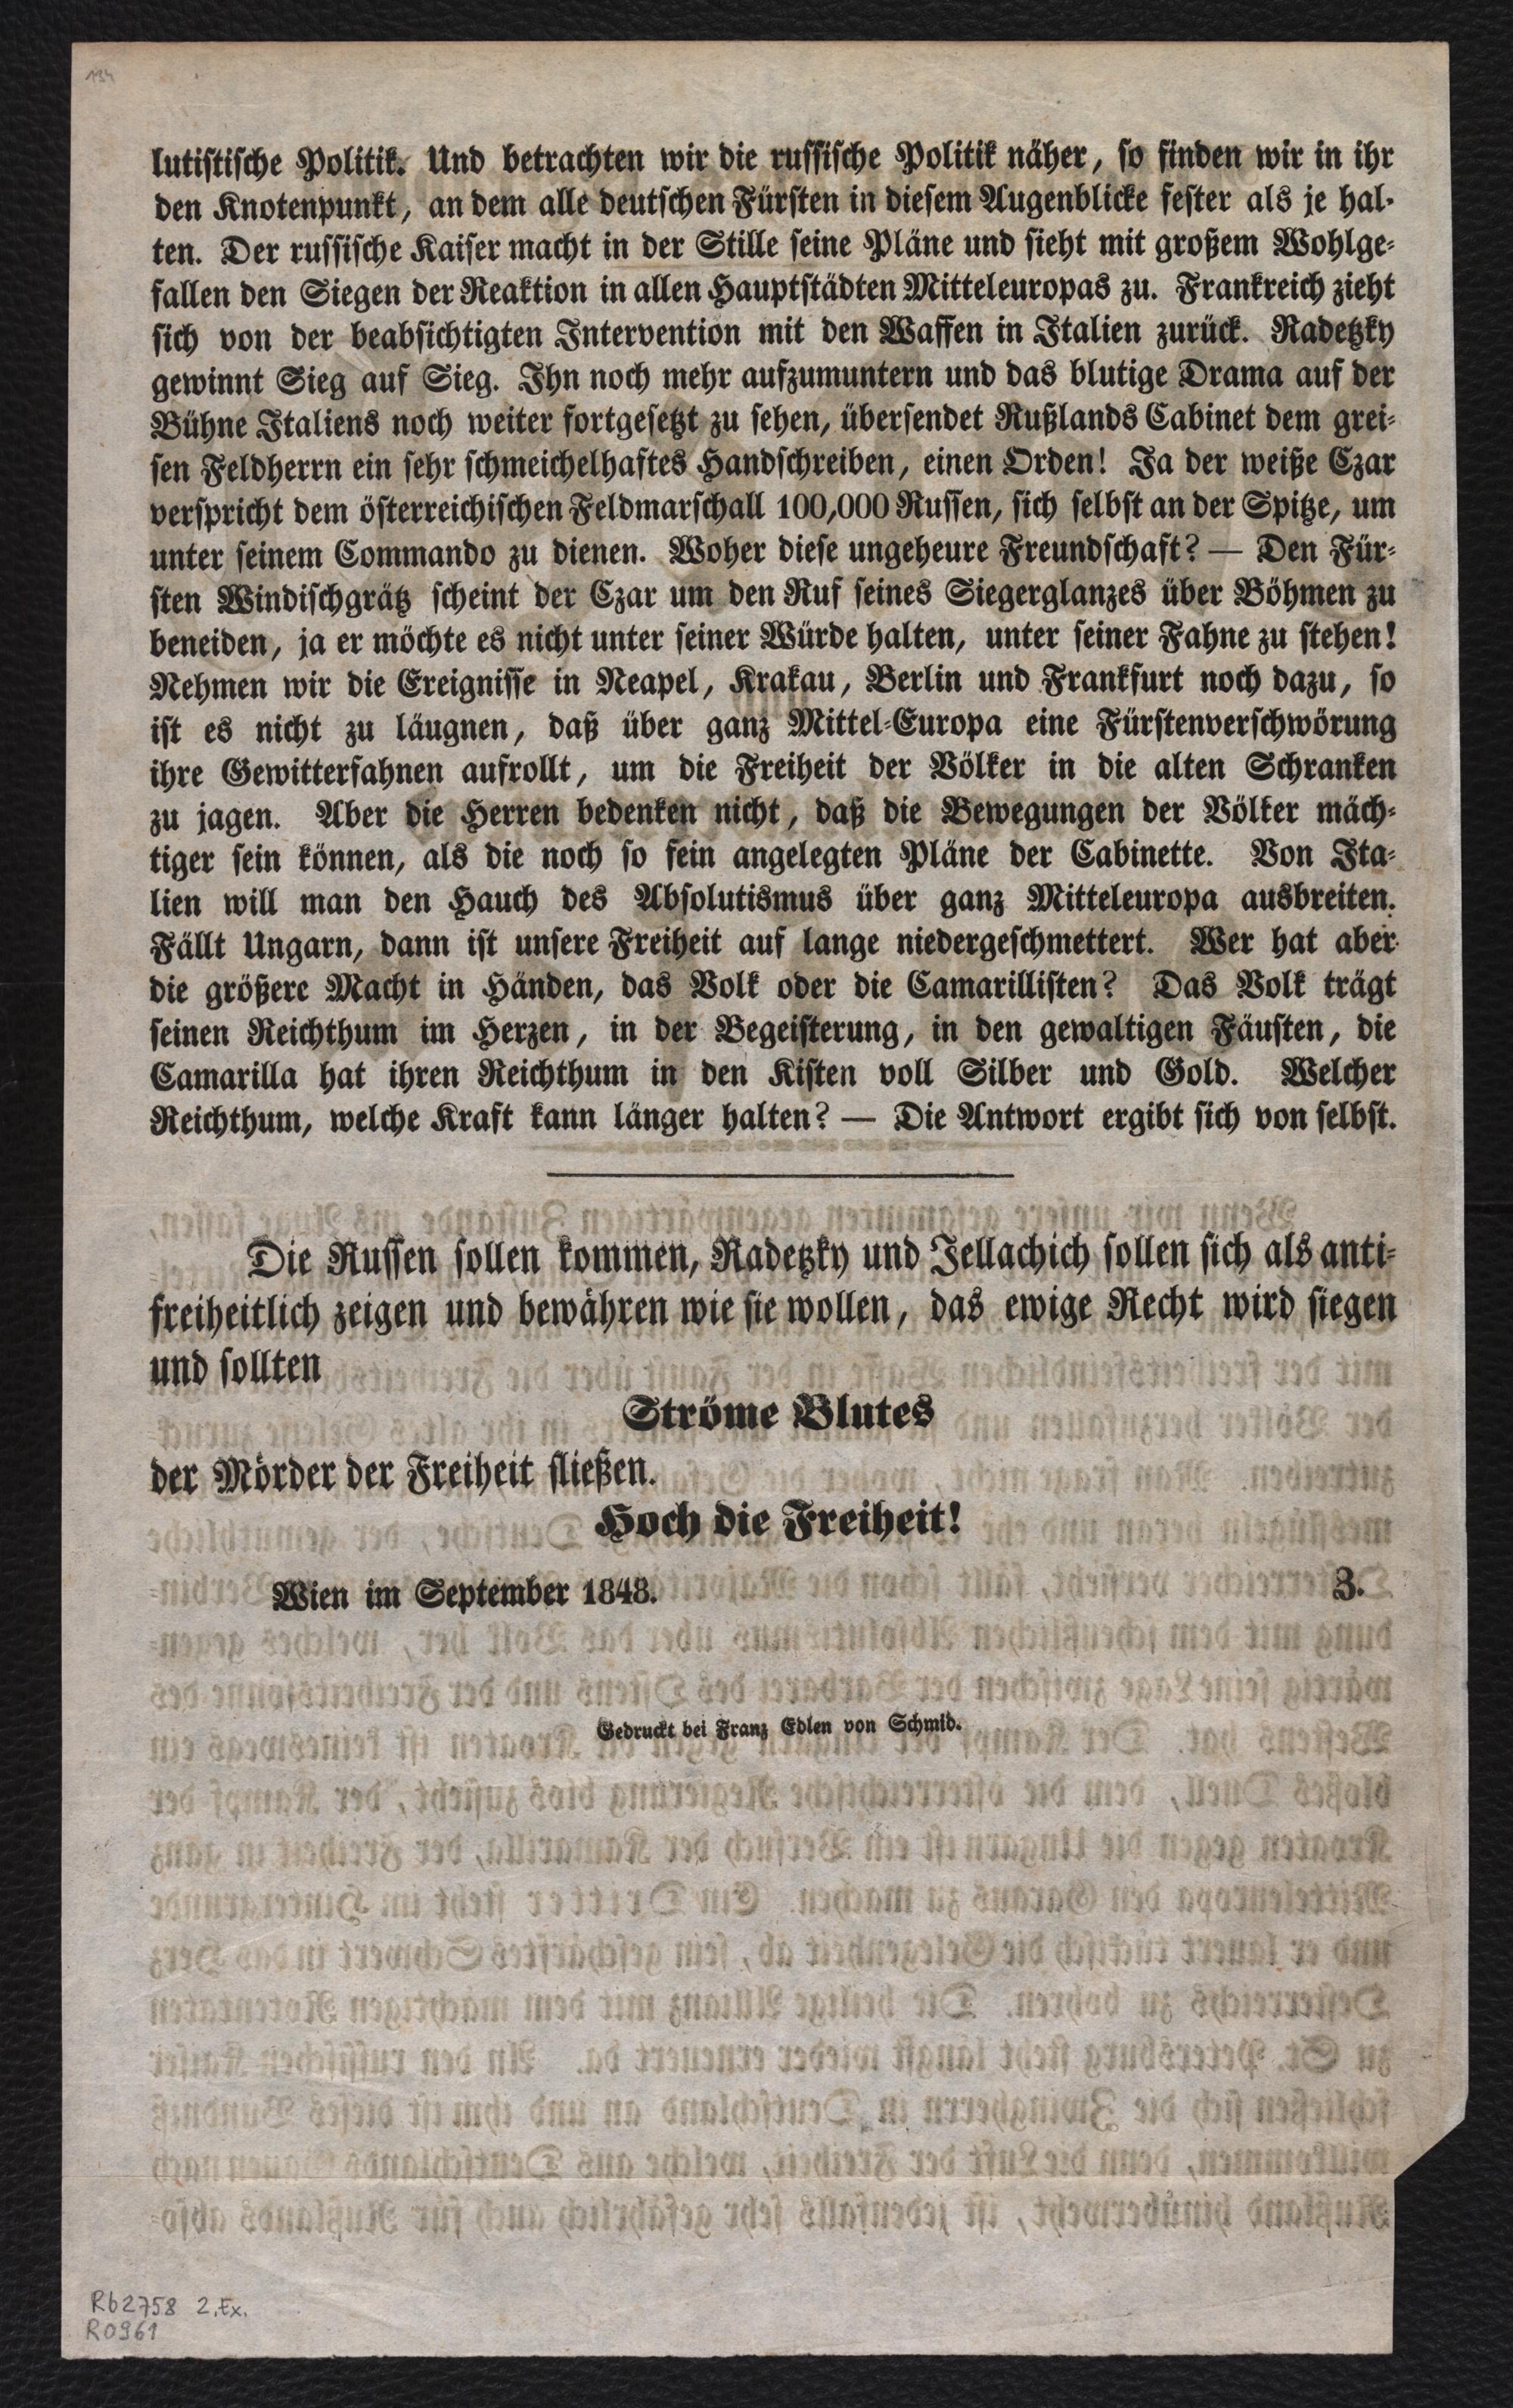 194
lutistische Politik. Und betrachten wir die russische Politik näher, so finden wir in ihr
den Knotenpunkt, an dem alle deutschen Fürsten in diesem Augenblicke fester als je hal-
ten. Der russische Kaiser macht in der Stille seine Pläne und sieht mit großem Wohlge-
fallen den Siegen der Reaktion in allen Hauptstädten Mitteleuropas zu. Frankreich zieht
sich von der beabsichtigten Intervention mit den Waffen in Italien zurück. Radetzky
gewinnt Sieg auf Sieg. Ihn noch mehr aufzumuntern und das blutige Drama auf der
Bühne Italiens noch weiter fortgesetzt zu sehen, übersendet Rußlands Cabinet dem grei-
sen Feldherrn ein sehr schmeichelhaftes Handschreiben, einen Orden! Ja der weiße Czar
verspricht dem österreichischen Feldmarschall 100,000 Russen, sich selbst an der Spitze, um
unter seinem Commando zu dienen. Woher diese ungeheure Freundschaft? — Den Für-
sten Windischgrätz scheint der Czar um den Ruf seines Siegerglanzes über Böhmen zu
beneiden, ja er möchte es nicht unter seiner Würde halten, unter seiner Fahne zu stehen!
Nehmen wir die Ereignisse in Neapel, Krakau, Berlin und Frankfurt noch dazu, so
ist es nicht zu läugnen, daß über ganz Mittel-Europa eine Fürstenverschwörung
ihre Gewitterfahnen aufrollt, um die Freiheit der Völker in die alten Schranken
zu jagen. Aber die Herren bedenken nicht, daß die Bewegungen der Völker mäch-
tiger sein können, als die noch so fein angelegten Pläne der Cabinette. Von Ita-
lien will man den Hauch des Absolutismus über ganz Mitteleuropa ausbreiten.
Fällt Ungarn, dann ist unsere Freiheit auf lange niedergeschmettert. Wer hat aber
die größere Macht in Händen, das Volk oder die Camarillisten? Das Volk trägt
seinen Reichthum im Herzen, in der Begeisterung, in den gewaltigen Fäusten, die
Camarilla hat ihren Reichthum in den Kisten voll Silber und Gold. Welcher
Reichthum, welche Kraft kann länger halten? — Die Antwort ergibt sich von selbst.
Die Russen sollen kommen, Radetzky und Jellachich sollen sich als anti-
freiheitlich zeigen und bewähren wie sie wollen, das ewige Recht wird siegen
und sollten
Ströme Blutes
der Mörder der Freiheit fließen.
Hoch die Freiheit!
Wien im September 1848. 3.
Gedruckt bei Franz Edlen von Schmid.
Rb2758 2.Ex.
R0961